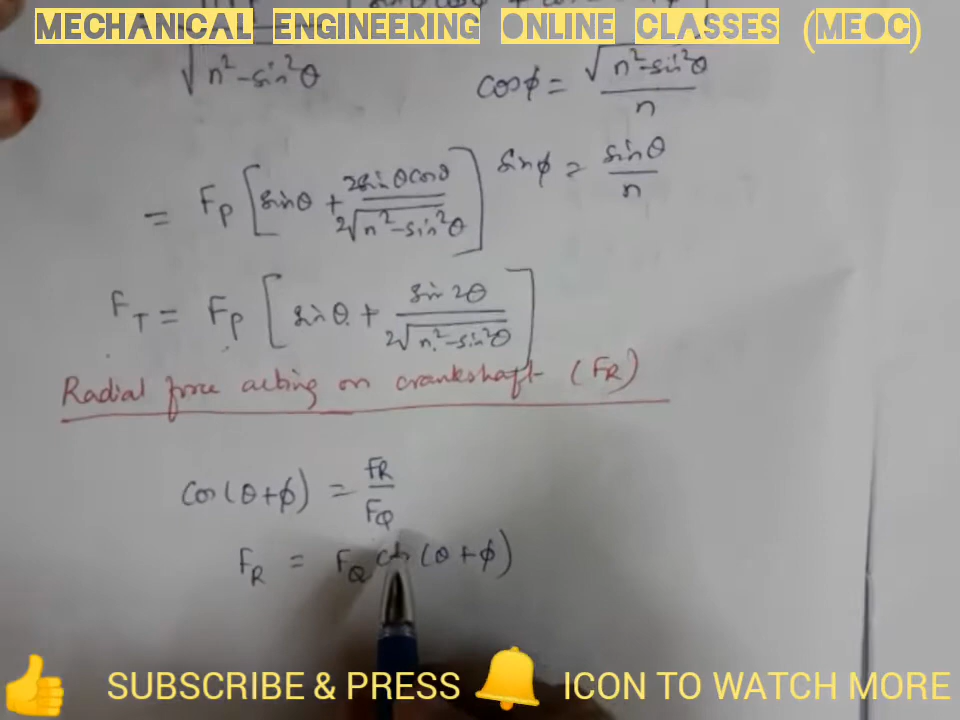 MECHANICAL ENGINEERING ONLINE CLASSES (MEOC)
√n²-sin²θ
cosφ = √n²-sin²θ / n
sinφ = sinθ / n
= Fp [sinθ + 2sinθcosθ / 2√n²-sin²θ]
FT = Fp [sinθ + sin2θ / 2√n²-sin²θ]
Radial force acting on crankshaft (FR)
cos(θ+φ) = FR / FQ
FR = FQ cos(θ+φ)
SUBSCRIBE & PRESS ICON TO WATCH MORE